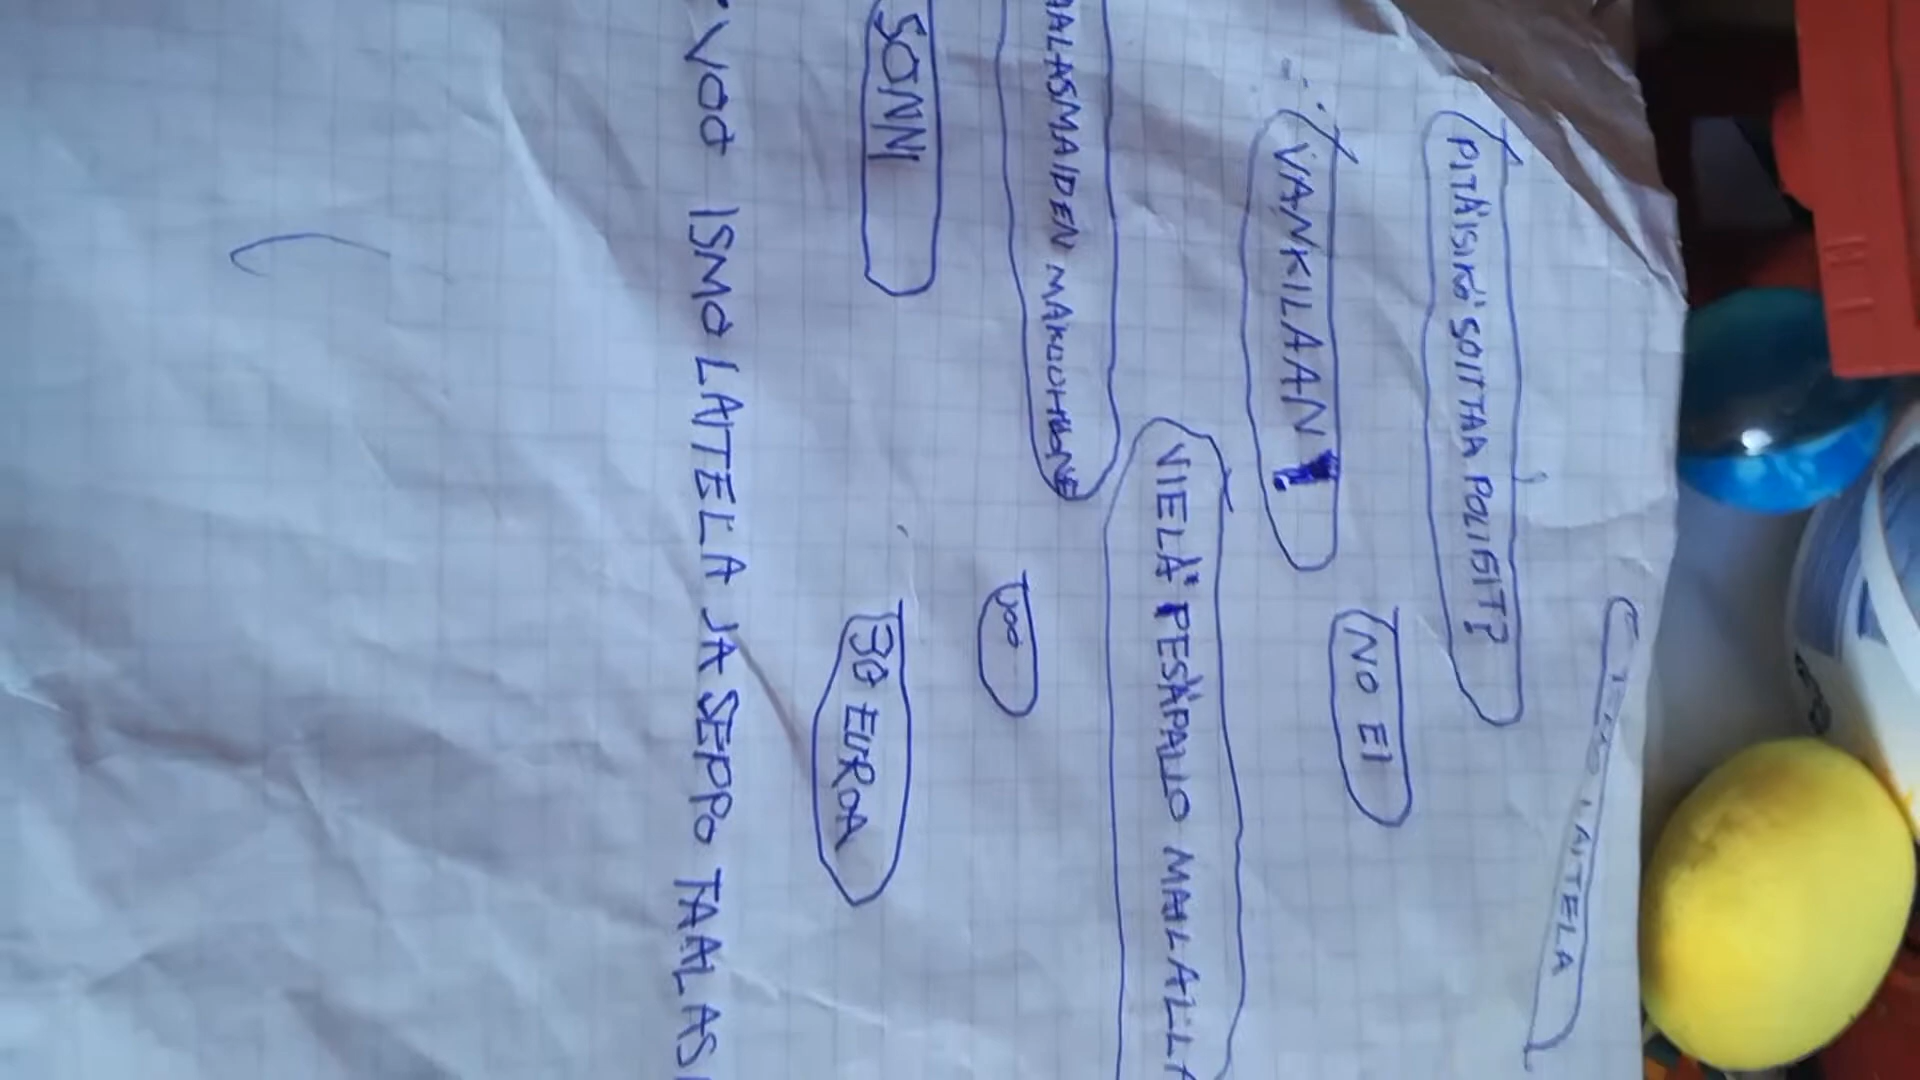 LAITELA
PITÄISIKÖ SOITTAA POLIISIT?
NO EI
VANKILAAN!
VIELÄ PESÄPALLO MAILALLA
AALASMAIDEN MAKUUHUONE
JOO
SONNI
30 EUROA
VOO ISMO LAITELA JA SEPPO TAALAS